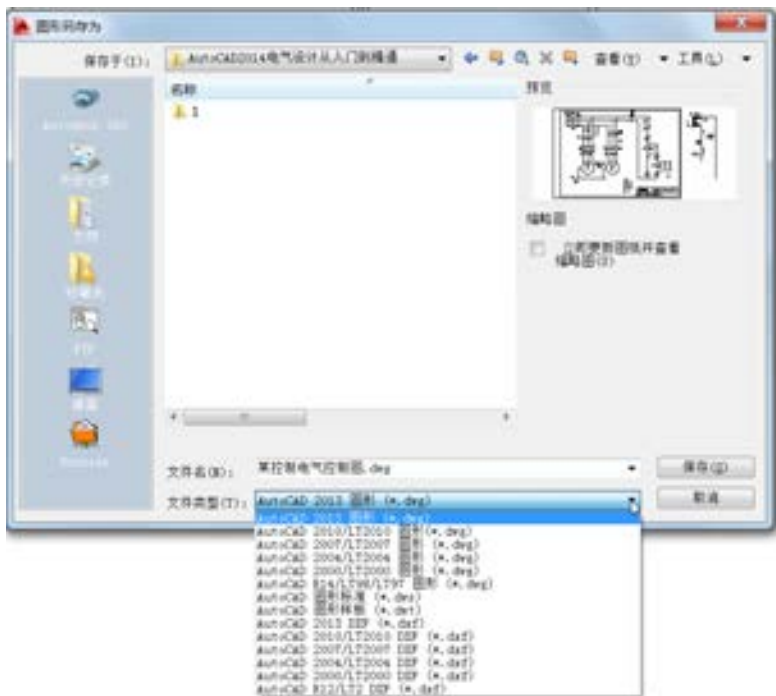 图形另存为
保存于(I):
AutoCAD2014电气设计从入门到精通
查看(V)
工具(L)
名称
预览
1
缩略图
立即更新图纸并查看
缩略图(U)
FTP
桌面
文件名(N):
某控制电气控制图.dwg
保存(S)
文件类型(T):
AutoCAD 2013 图形 (*.dwg)
取消
AutoCAD 2013 图形 (*.dwg)
AutoCAD 2010/LT2010 图形 (*.dwg)
AutoCAD 2007/LT2007 图形 (*.dwg)
AutoCAD 2004/LT2004 图形 (*.dwg)
AutoCAD 2000/LT2000 图形 (*.dwg)
AutoCAD R14/LT98/LT97 图形 (*.dwg)
AutoCAD 图形标准 (*.dws)
AutoCAD 图形样板 (*.dwt)
AutoCAD 2013 DXF (*.dxf)
AutoCAD 2010/LT2010 DXF (*.dxf)
AutoCAD 2007/LT2007 DXF (*.dxf)
AutoCAD 2004/LT2004 DXF (*.dxf)
AutoCAD 2000/LT2000 DXF (*.dxf)
AutoCAD R12/LT2 DXF (*.dxf)